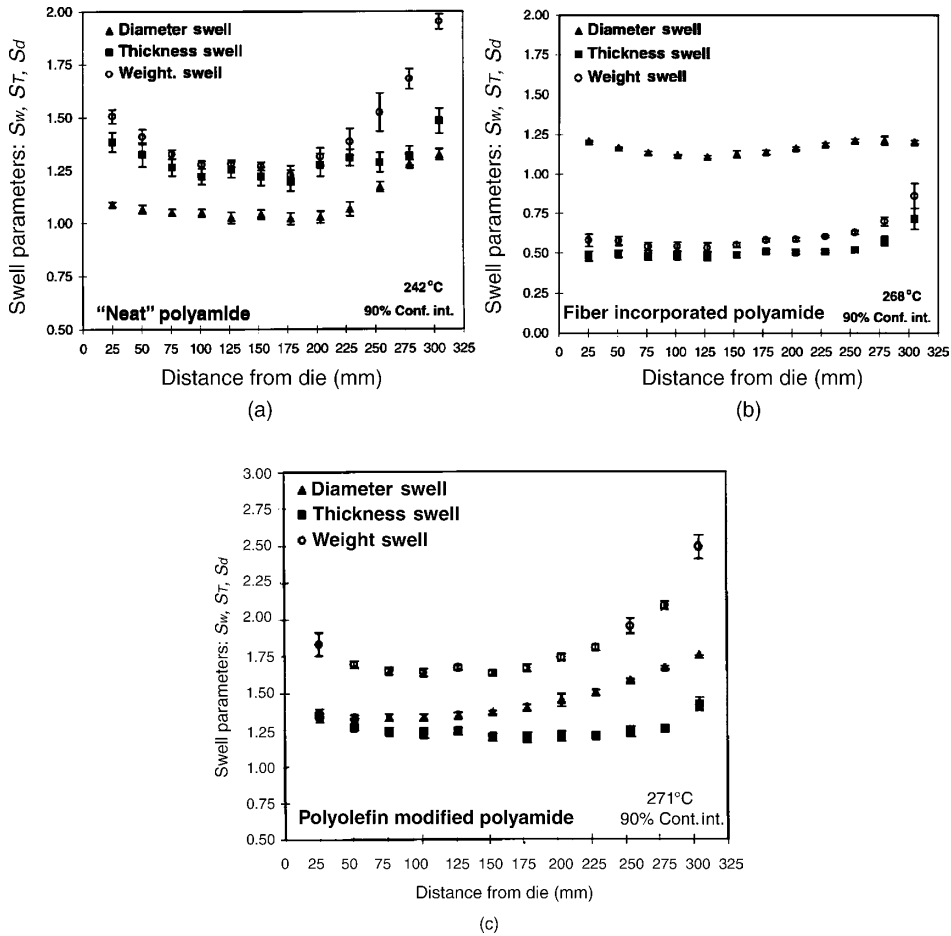 2.00
1.75
1.50
1.25
1.00
0.75
0.50
Swell parameters: Sw, ST, Sd
Diameter swell
Thickness swell
Weight. swell
242°C
“Neat” polyamide
90% Conf. int.
0 25 50 75 100 125 150 175 200 225 250 275 300 325
Distance from die (mm)
(a)
2.00
1.75
1.50
1.25
1.00
0.75
0.50
0.25
0.00
Swell parameters: Sw, ST, Sd
Diameter swell
Thickness swell
Weight swell
268°C
Fiber incorporated polyamide
90% Conf. int.
0 25 50 75 100 125 150 175 200 225 250 275 300 325
Distance from die (mm)
(b)
3.00
2.75
2.50
2.25
2.00
1.75
1.50
1.25
1.00
0.75
0.50
Swell parameters: Sw, ST, Sd
Diameter swell
Thickness swell
Weight swell
271°C
Polyolefin modified polyamide
90% Cont. int.
0 25 50 75 100 125 150 175 200 225 250 275 300 325
Distance from die (mm)
(c)